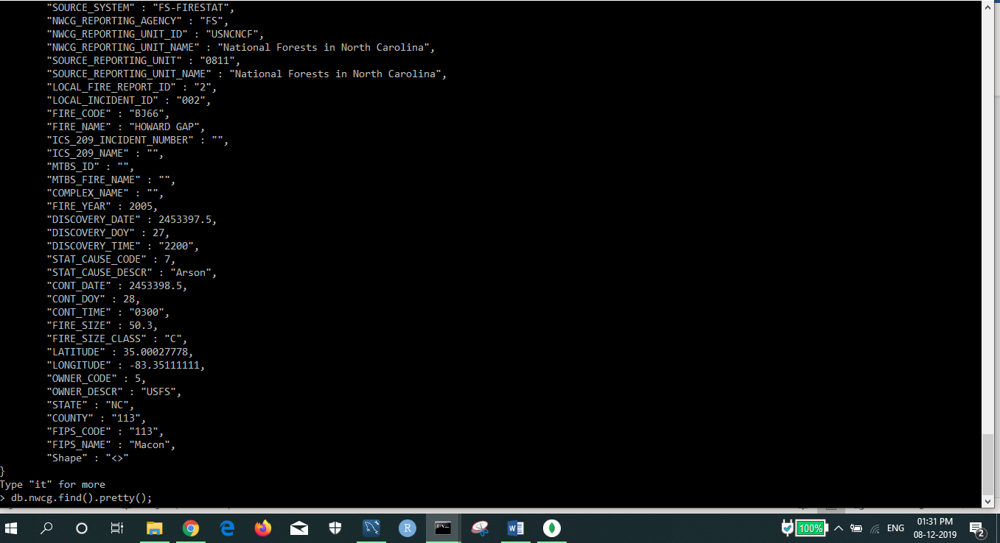 "SOURCE_SYSTEM" : "FS-FIRESTAT",
"NWCG_REPORTING_AGENCY" : "FS",
"NWCG_REPORTING_UNIT_ID" : "USNCNCF",
"NWCG_REPORTING_UNIT_NAME" : "National Forests in North Carolina",
"SOURCE_REPORTING_UNIT" : "0811",
"SOURCE_REPORTING_UNIT_NAME" : "National Forests in North Carolina",
"LOCAL_FIRE_REPORT_ID" : "2",
"LOCAL_INCIDENT_ID" : "002",
"FIRE_CODE" : "BJ66",
"FIRE_NAME" : "HOWARD GAP",
"ICS_209_INCIDENT_NUMBER" : "",
"ICS_209_NAME" : "",
"MTBS_ID" : "",
"MTBS_FIRE_NAME" : "",
"COMPLEX_NAME" : "",
"FIRE_YEAR" : 2005,
"DISCOVERY_DATE" : 2453397.5,
"DISCOVERY_DOY" : 27,
"DISCOVERY_TIME" : "2200",
"STAT_CAUSE_CODE" : 7,
"STAT_CAUSE_DESCR" : "Arson",
"CONT_DATE" : 2453398.5,
"CONT_DOY" : 28,
"CONT_TIME" : "0300",
"FIRE_SIZE" : 50.3,
"FIRE_SIZE_CLASS" : "C",
"LATITUDE" : 35.00027778,
"LONGITUDE" : -83.35111111,
"OWNER_CODE" : 5,
"OWNER_DESCR" : "USFS",
"STATE" : "NC",
"COUNTY" : "113",
"FIPS_CODE" : "113",
"FIPS_NAME" : "Macon",
"Shape" : "<>"
}
Type "it" for more
> db.nwcg.find().pretty();
100%
ENG
01:31 PM
08-12-2019
2